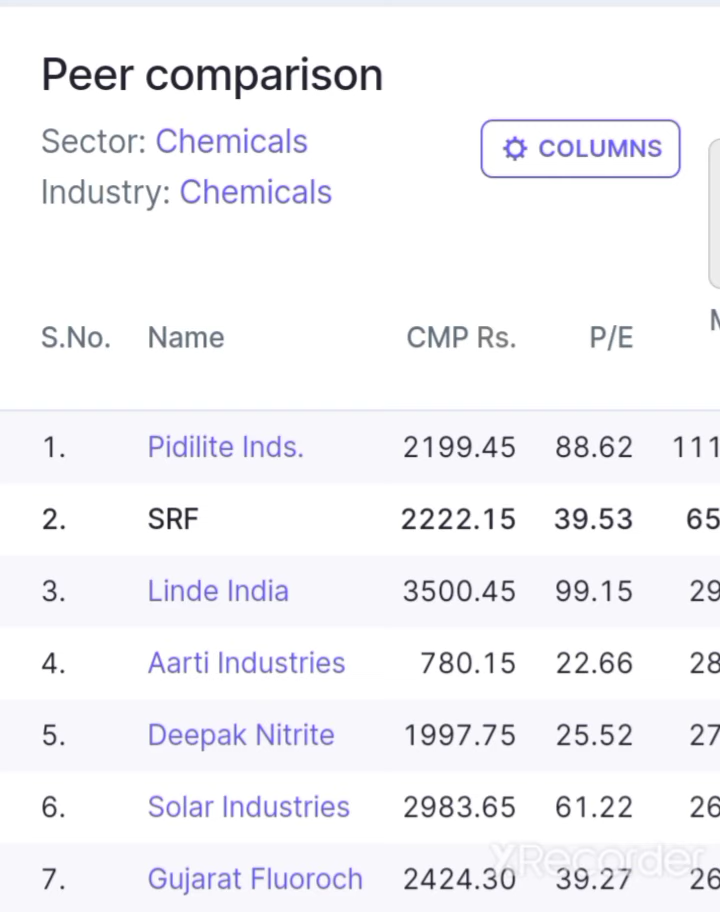 Peer comparison
Sector: Chemicals
COLUMNS
Industry: Chemicals
S.No. Name CMP Rs. P/E
1. Pidilite Inds. 2199.45 88.62 111
2. SRF 2222.15 39.53 65
3. Linde India 3500.45 99.15 29
4. Aarti Industries 780.15 22.66 28
5. Deepak Nitrite 1997.75 25.52 27
6. Solar Industries 2983.65 61.22 26
XRecorder
7. Gujarat Fluoroch 2424.30 39.27 26